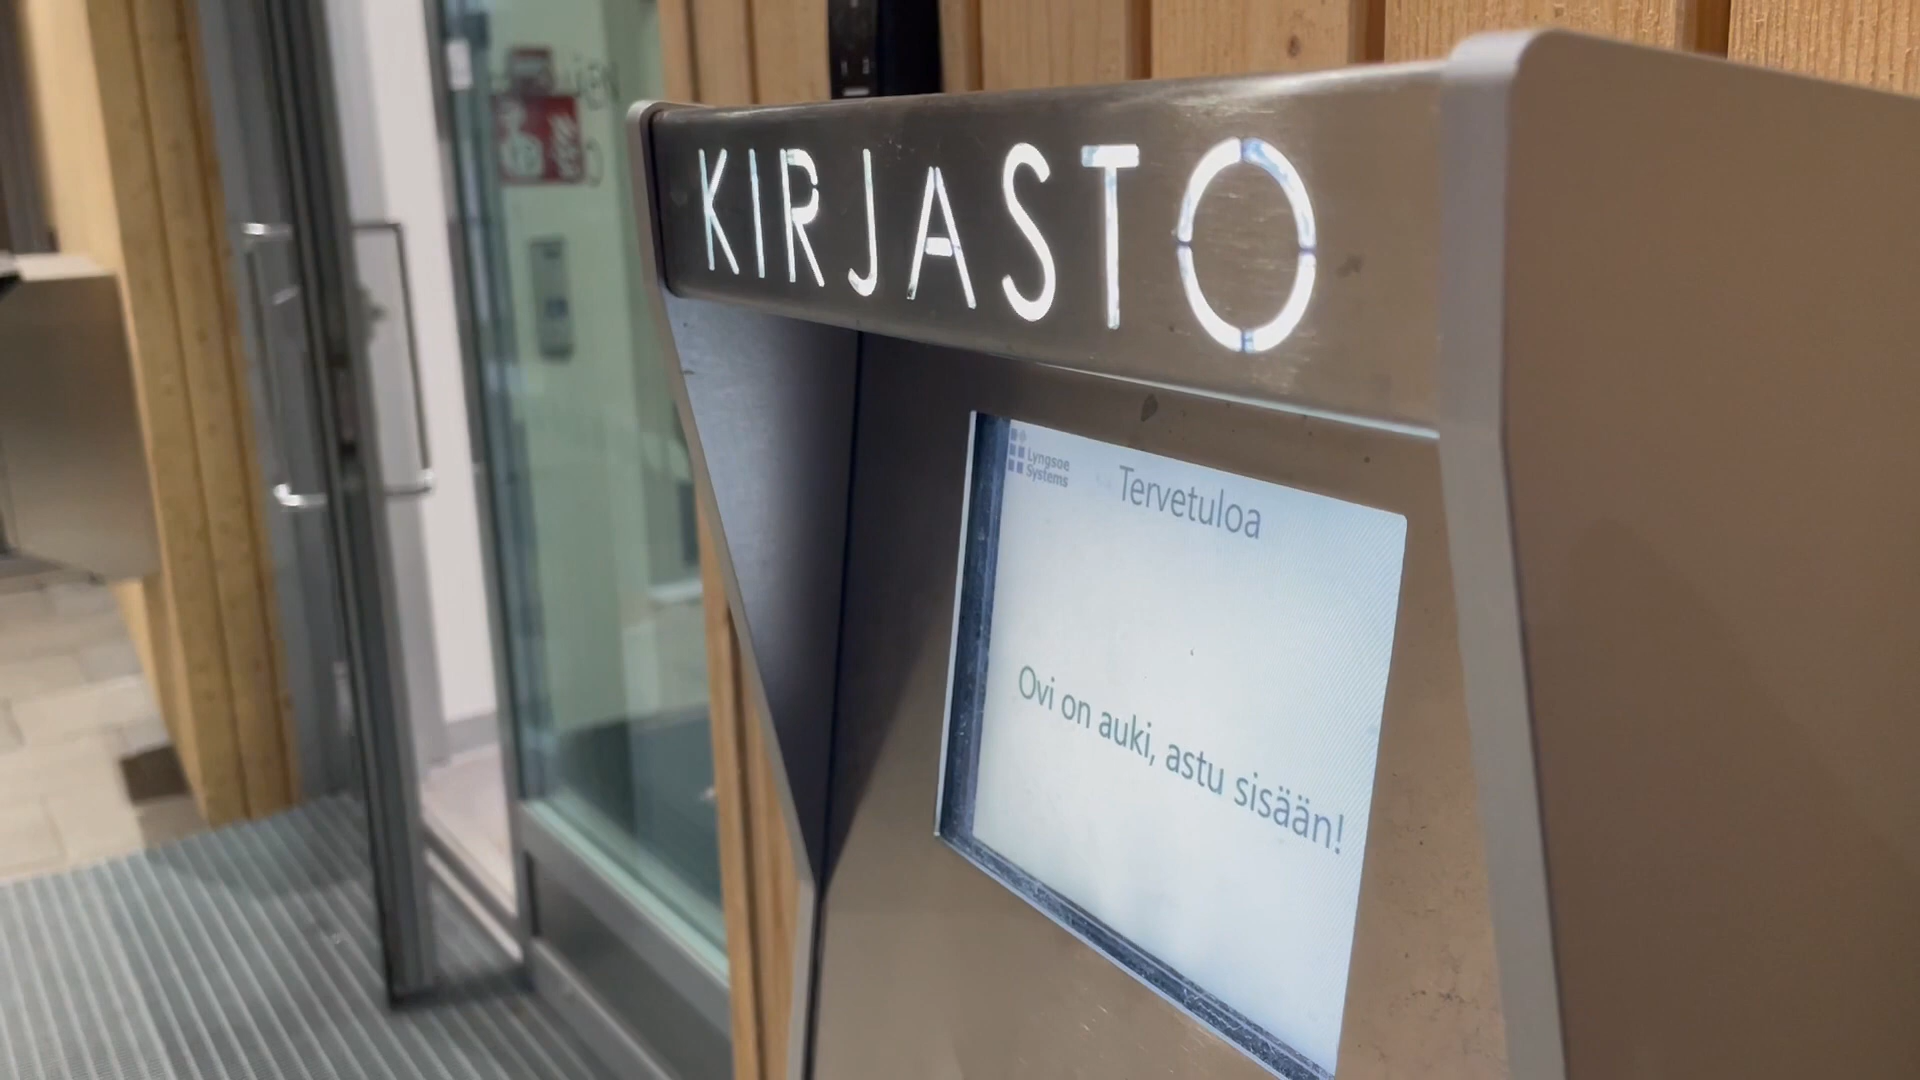 KIRJASTO
Lyngsoe
Systems
Tervetuloa
Ovi on auki, astu sisään!